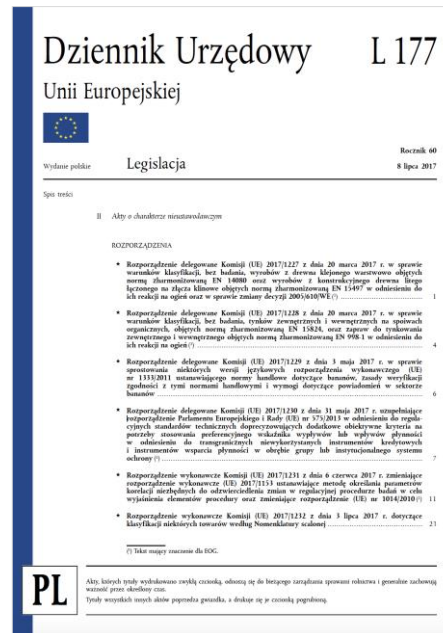 Dziennik Urzędowy L 177
Unii Europejskiej
Rocznik 60
Wydanie polskie Legislacja 8 lipca 2017
Spis treści
II Akty o charakterze nieustawodawczym
ROZPORZĄDZENIA
★ Rozporządzenie delegowane Komisji (UE) 2017/1227 z dnia 20 marca 2017 r. w sprawie
warunków klasyfikacji, bez badania, wyrobów z drewna klejonego warstwowo objętych
normą zharmonizowaną EN 14080 oraz wyrobów z konstrukcyjnego drewna litego
łączonego na złącza klinowe objętych normą zharmonizowaną EN 15497 w odniesieniu do
ich reakcji na ogień oraz w sprawie zmiany decyzji 2005/610/WE (¹) 1
★ Rozporządzenie delegowane Komisji (UE) 2017/1228 z dnia 20 marca 2017 r. w sprawie
warunków klasyfikacji, bez badania, tynków zewnętrznych i wewnętrznych na spoiwach
organicznych, objętych normą zharmonizowaną EN 15824, oraz zapraw do tynkowania
zewnętrznego i wewnętrznego objętych normą EN 998-1 w odniesieniu do
ich reakcji na ogień (¹) 4
★ Rozporządzenie delegowane Komisji (UE) 2017/1229 z dnia 3 maja 2017 r. w sprawie
sprostowania niektórych wersji językowych rozporządzenia wykonawczego (UE)
nr 1333/2011 ustanawiającego normy handlowe dotyczące bananów, zasady weryfikacji
zgodności z tymi normami handlowymi i wymogi dotyczące powiadomień w sektorze
bananów 6
★ Rozporządzenie delegowane Komisji (UE) 2017/1230 z dnia 31 maja 2017 r. uzupełniające
rozporządzenie Parlamentu Europejskiego i Rady (UE) nr 575/2013 w odniesieniu do regula-
cyjnych standardów technicznych doprecyzowujących dodatkowe obiektywne kryteria na
potrzeby stosowania preferencyjnego wskaźnika wypływów lub wpływów płynności
w odniesieniu do transgranicznych niewykorzystanych instrumentów kredytowych
i instrumentów wsparcia płynności w obrębie grupy lub instytucjonalnego systemu
ochrony (¹) 7
★ Rozporządzenie wykonawcze Komisji (UE) 2017/1231 z dnia 6 czerwca 2017 r. zmieniające
rozporządzenie wykonawcze (UE) 2017/1153 ustanawiające metodę określania parametrów
korelacji niezbędnych do odzwierciedlenia zmian w regulacyjnej procedurze badań w celu
wyjaśnienia elementów procedury oraz zmieniające rozporządzenie (UE) nr 1014/2010 (¹) 11
★ Rozporządzenie wykonawcze Komisji (UE) 2017/1232 z dnia 3 lipca 2017 r. dotyczące
klasyfikacji niektórych towarów według Nomenklatury scalonej 21
(¹) Tekst mający znaczenie dla EOG.
PL
Akty, których tytuły wydrukowano zwykłą czcionką, odnoszą się do bieżącego zarządzania sprawami rolnictwa i generalnie zachowują
ważność przez określony czas.
Tytuły wszystkich innych aktów poprzedza gwiazdka, a drukuje się je czcionką pogrubioną.